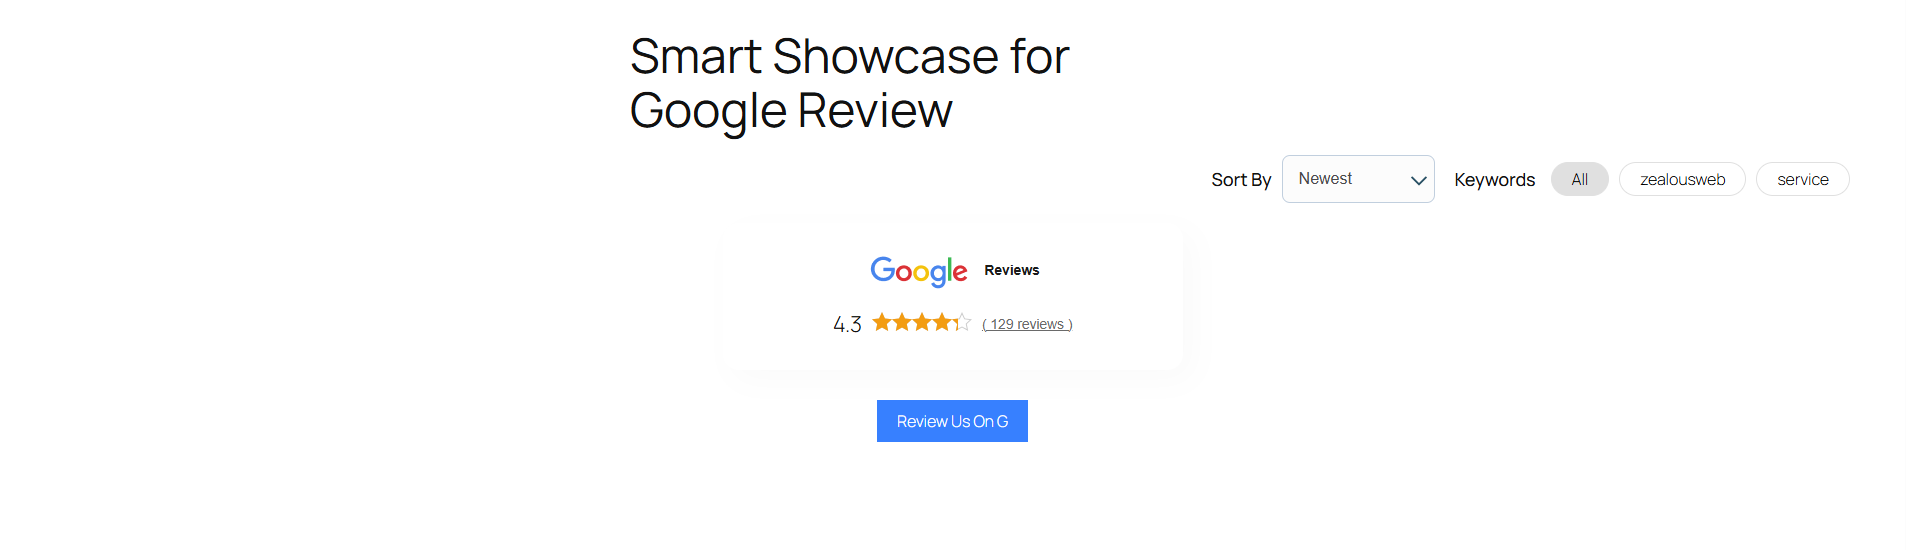 Smart Showcase for
Google Review
Sort By Newest Keywords All zealousweb service
Google Reviews
4.3 ( 129 reviews )
Review Us On G